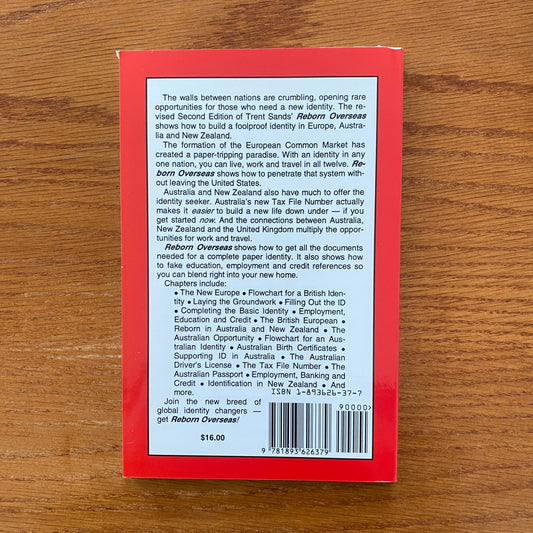 The walls between nations are crumbling, opening rare
opportunities for those who need a new identity. The re-
vised Second Edition of Trent Sands' Reborn Overseas
shows how to build a foolproof identity in Europe, Austra-
lia and New Zealand.
The formation of the European Common Market has
created a paper-tripping paradise. With an identity in any
one nation, you can live, work and travel in all twelve. Re-
born Overseas shows how to penetrate that system with-
out leaving the United States.
Australia and New Zealand also have much to offer the
identity seeker. Australia's new Tax File Number actually
makes it easier to build a new life down under — if you
get started now. And the connections between Australia,
New Zealand and the United Kingdom multiply the oppor-
tunities for work and travel.
Reborn Overseas shows how to get all the documents
needed for a complete paper identity. It also shows how
to fake education, employment and credit references so
you can blend right into your new home.
Chapters include:
• The New Europe • Flowchart for a British Iden-
tity • Laying the Groundwork • Filling Out the ID
• Completing the Basic Identity • Employment,
Education and Credit • The British European •
Reborn in Australia and New Zealand • The
Australian Opportunity • Flowchart for an Aus-
tralian Identity • Australian Birth Certificates •
Supporting ID in Australia • The Australian
Driver's License • The Tax File Number • The
Australian Passport • Employment, Banking and
Credit • Identification in New Zealand • And
more.
ISBN 1-893626-37-7
Join the new breed of
global identity changers —
get Reborn Overseas!
90000>
$16.00
9 781893 626379